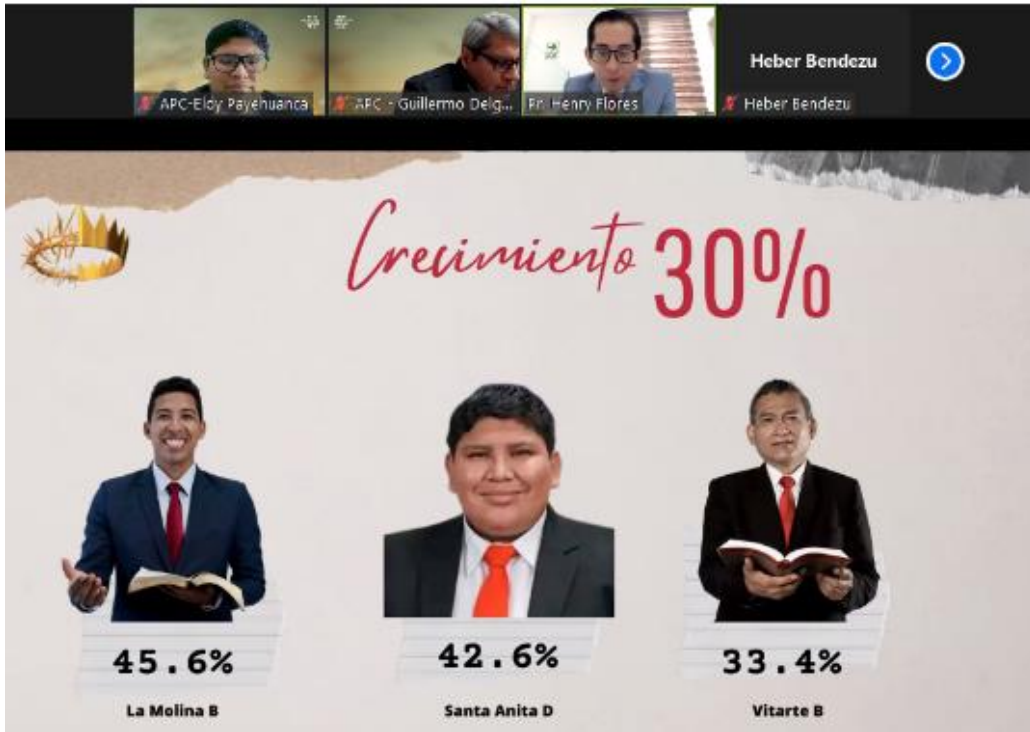 Heber Bendezu
APC-Eloy Payehuanca
APC - Guillermo Delg...
Pr. Henry Flores
Heber Bendezu
Crecimiento 30%
45.6%
42.6%
33.4%
La Molina B
Santa Anita D
Vitarte B